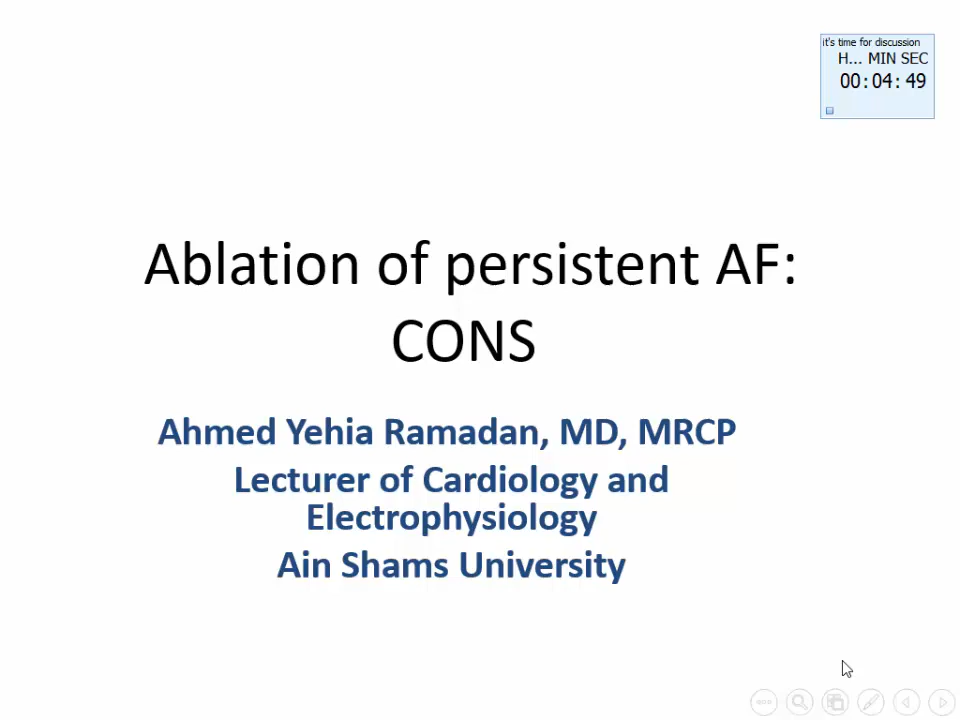 it's time for discussion
H... MIN SEC
00:04:49
Ablation of persistent AF:
CONS
Ahmed Yehia Ramadan, MD, MRCP
Lecturer of Cardiology and
Electrophysiology
Ain Shams University